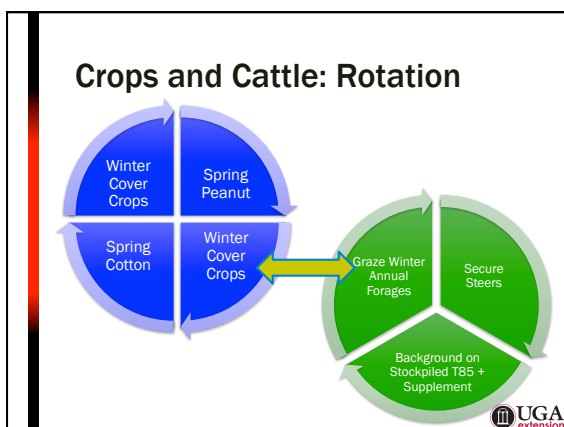 Crops and Cattle: Rotation
Winter
Cover
Crops
Spring
Peanut
Spring
Cotton
Winter
Cover
Crops
Graze Winter
Annual
Forages
Secure
Steers
Background on
Stockpiled T85 +
Supplement
UGA
extension